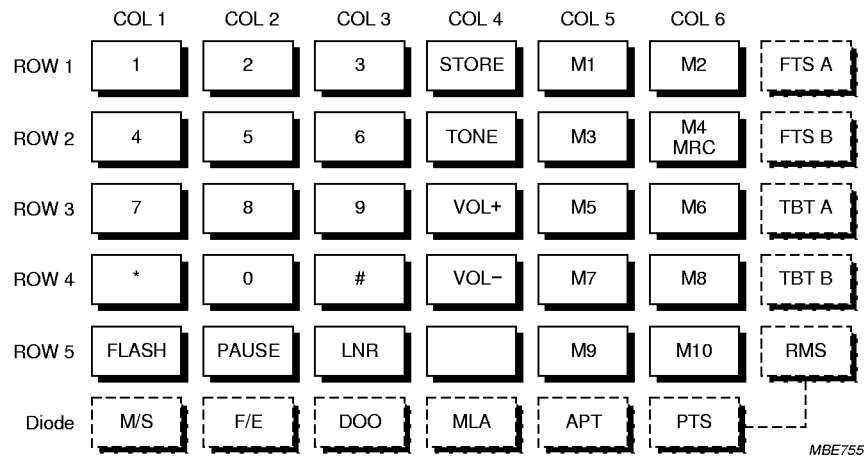 COL 1 COL 2 COL 3 COL 4 COL 5 COL 6
ROW 1 1 2 3 STORE M1 M2 FTS A
ROW 2 4 5 6 TONE M3 M4 MRC FTS B
ROW 3 7 8 9 VOL+ M5 M6 TBT A
ROW 4 * 0 # VOL− M7 M8 TBT B
ROW 5 FLASH PAUSE LNR M9 M10 RMS
Diode M/S F/E DOO MLA APT PTS
MBE755